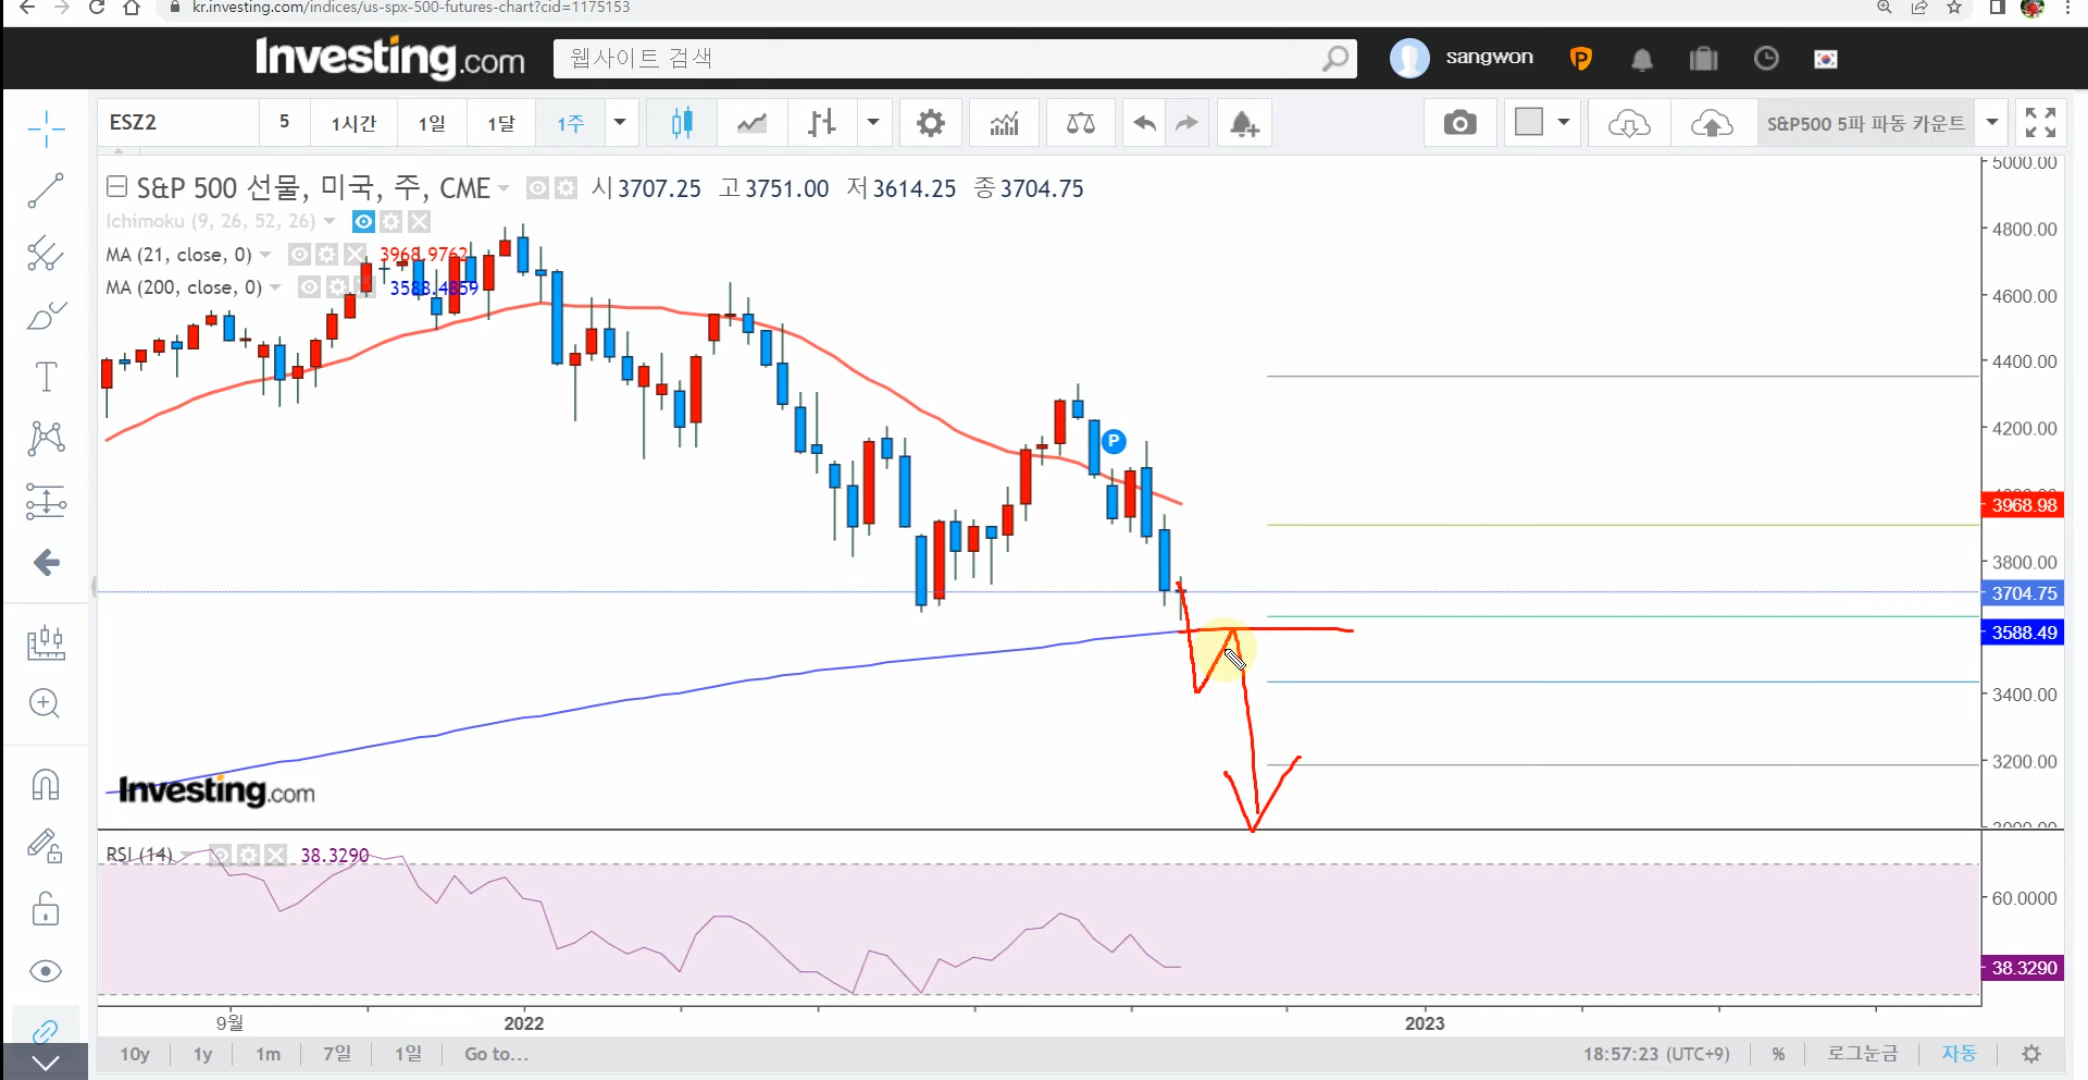 kr.investing.com/indices/us-spx-500-futures-chart?cid=1175153
Investing.com 웹사이트 검색 sangwon P
ESZ2 5 1시간 1일 1달 1주 S&P500 5파 파동 카운트
S&P 500 선물, 미국, 주, CME 시 3707.25 고 3751.00 저 3614.25 종 3704.75
Ichimoku (9, 26, 52, 26)
MA (21, close, 0) 3968.9762
MA (200, close, 0) 3588.4859
5000.00
4800.00
4600.00
4400.00
4200.00
P
3968.98
3800.00
3704.75
3588.49
3400.00
3200.00
Investing.com
RSI (14) 38.3290
60.0000
38.3290
9월 2022 2023
10y 1y 1m 7일 1일 Go to... 18:57:23 (UTC+9) % 로그눈금 자동